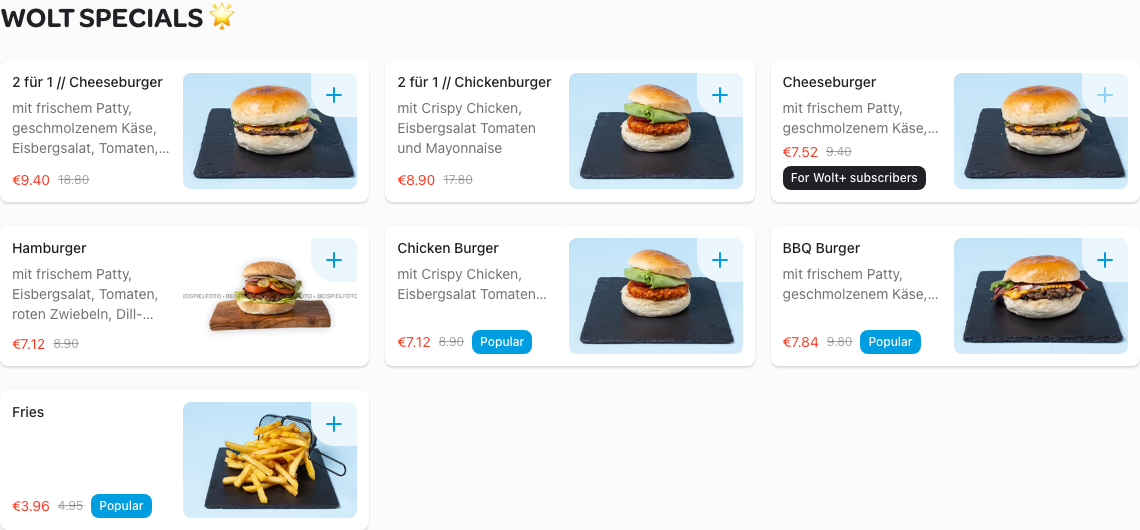 WOLT SPECIALS 🌟
2 für 1 // Cheeseburger
mit frischem Patty,
geschmolzenem Käse,
Eisbergsalat, Tomaten,...
€9.40 18.80
2 für 1 // Chickenburger
mit Crispy Chicken,
Eisbergsalat Tomaten
und Mayonnaise
€8.90 17.80
Cheeseburger
mit frischem Patty,
geschmolzenem Käse,...
€7.52 9.40
For Wolt+ subscribers
Hamburger
mit frischem Patty,
Eisbergsalat, Tomaten,
roten Zwiebeln, Dill-...
€7.12 8.90
BEISPIELFOTO • BEISPIELFOTO • BEISPIELFOTO
Chicken Burger
mit Crispy Chicken,
Eisbergsalat Tomaten...
€7.12 8.90 Popular
BBQ Burger
mit frischem Patty,
geschmolzenem Käse,...
€7.84 9.80 Popular
Fries
€3.96 4.95 Popular